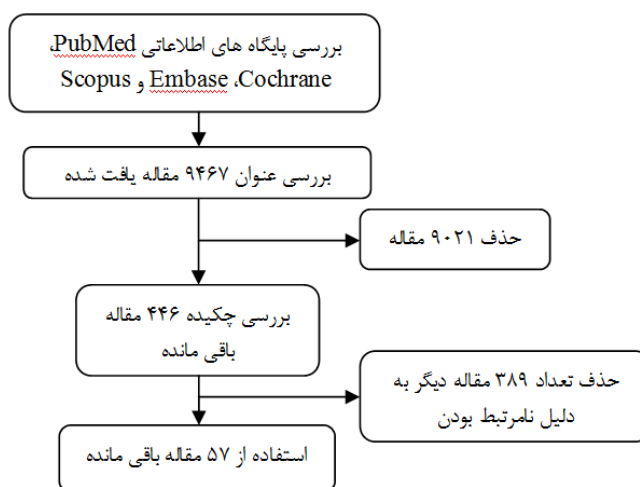 بررسی پایگاه های اطلاعاتی PubMed،
Embase ،Cochrane و Scopus
بررسی عنوان ۹۴۶۷ مقاله یافت شده
حذف ۹۰۲۱ مقاله
بررسی چکیده ۴۴۶ مقاله
باقی مانده
حذف تعداد ۳۸۹ مقاله دیگر به
دلیل نامرتبط بودن
استفاده از ۵۷ مقاله باقی مانده